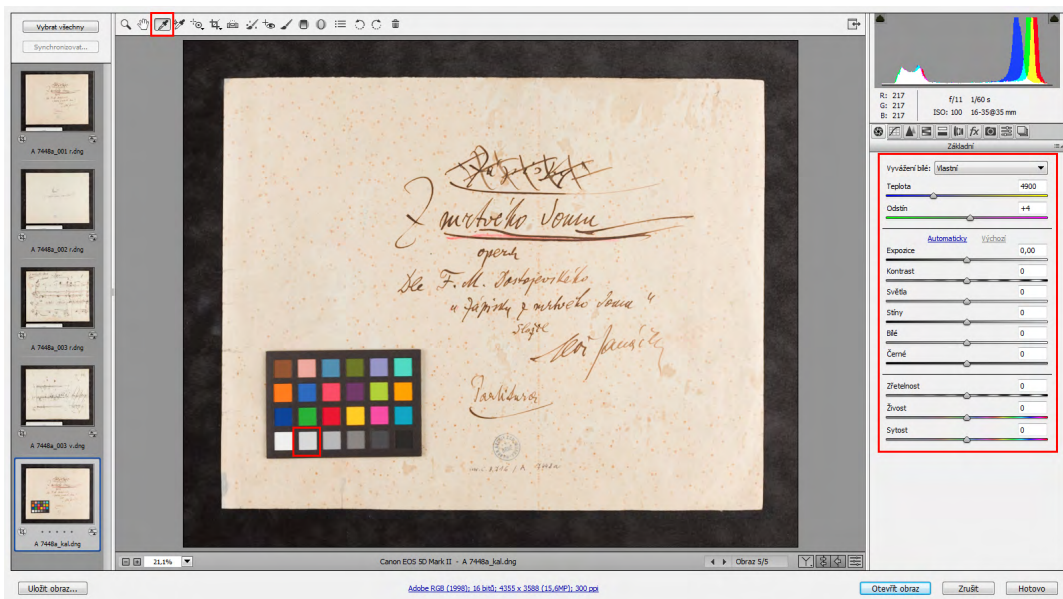 Vybrat všechny
Synchronizovat...
A 7448a_001 r.dng
A 7448a_002 r.dng
A 7448a_003 r.dng
A 7448a_003 v.dng
A 7448a_kal.dng
Uložit obraz...
Z mrtvého domu
opera
Dle F. M. Dostojevského
„Zápisky z mrtvého domu“
Složil
Leoš Janáček
Partitura
21,1%
Canon EOS 5D Mark II - A 7448a_kal.dng
Obraz 5/5
Adobe RGB (1998); 16 bitů; 4355 x 3588 (15,6MP); 300 ppi
R: 217
G: 217
B: 217
f/11 1/60 s
ISO: 100 16-35@35 mm
fx
Základní
Vyvážení bílé: Vlastní
Teplota 4900
Odstín +4
Automaticky Výchozí
Expozice 0,00
Kontrast 0
Světla 0
Stíny 0
Bílé 0
Černé 0
Zřetelnost 0
Živost 0
Sytost 0
Otevřít obraz
Zrušit
Hotovo